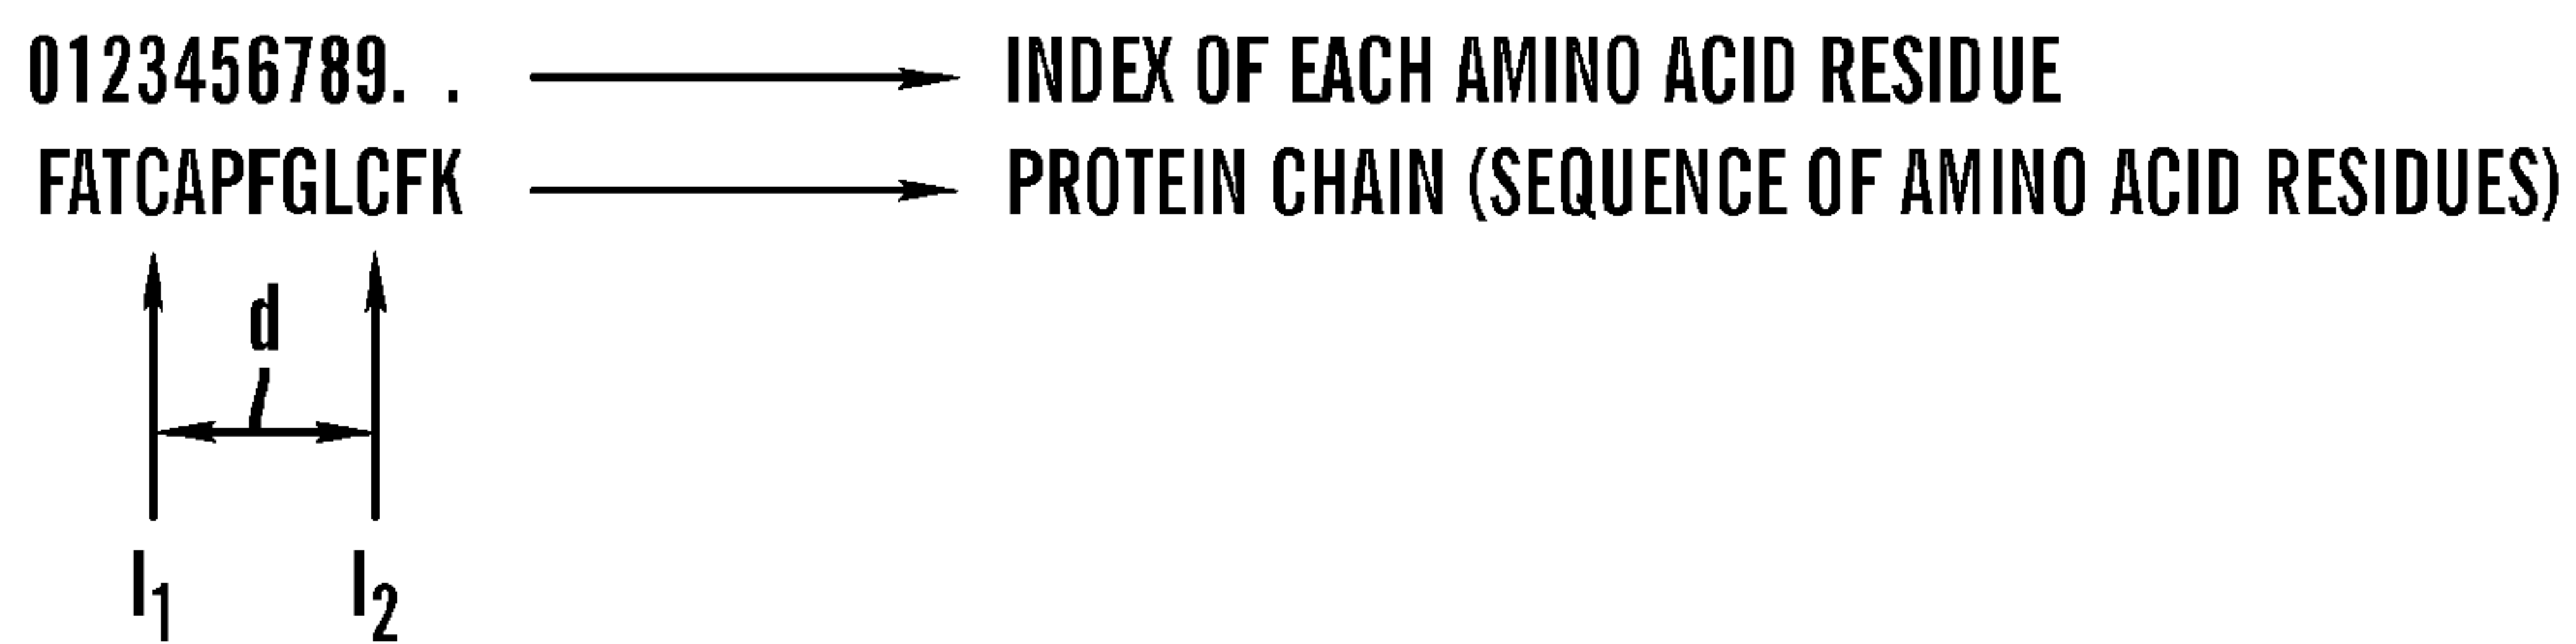 0123456789. . INDEX OF EACH AMINO ACID RESIDUE
FATCAPFGLCFK PROTEIN CHAIN (SEQUENCE OF AMINO ACID RESIDUES)
d
I1 I2